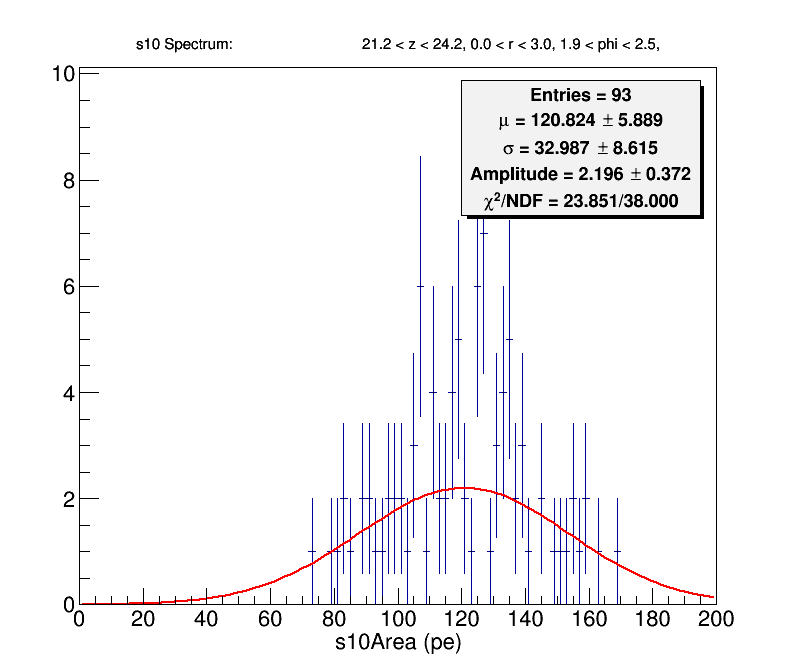 s10 Spectrum: 21.2 < z < 24.2, 0.0 < r < 3.0, 1.9 < phi < 2.5,
Entries = 93
μ = 120.824 ± 5.889
σ = 32.987 ± 8.615
Amplitude = 2.196 ± 0.372
χ²/NDF = 23.851/38.000
10
8
6
4
2
0
0 20 40 60 80 100 120 140 160 180 200
s10Area (pe)